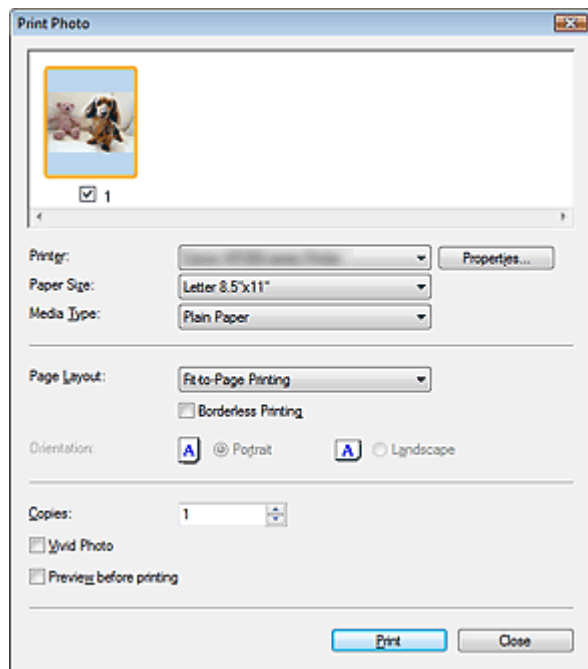 Print Photo
1
Printer: Properties...
Paper Size: Letter 8.5"x11"
Media Type: Plain Paper
Page Layout: Fit-to-Page Printing
Borderless Printing
Orientation: A Portrait A Landscape
Copies: 1
Vivid Photo
Preview before printing
Print Close